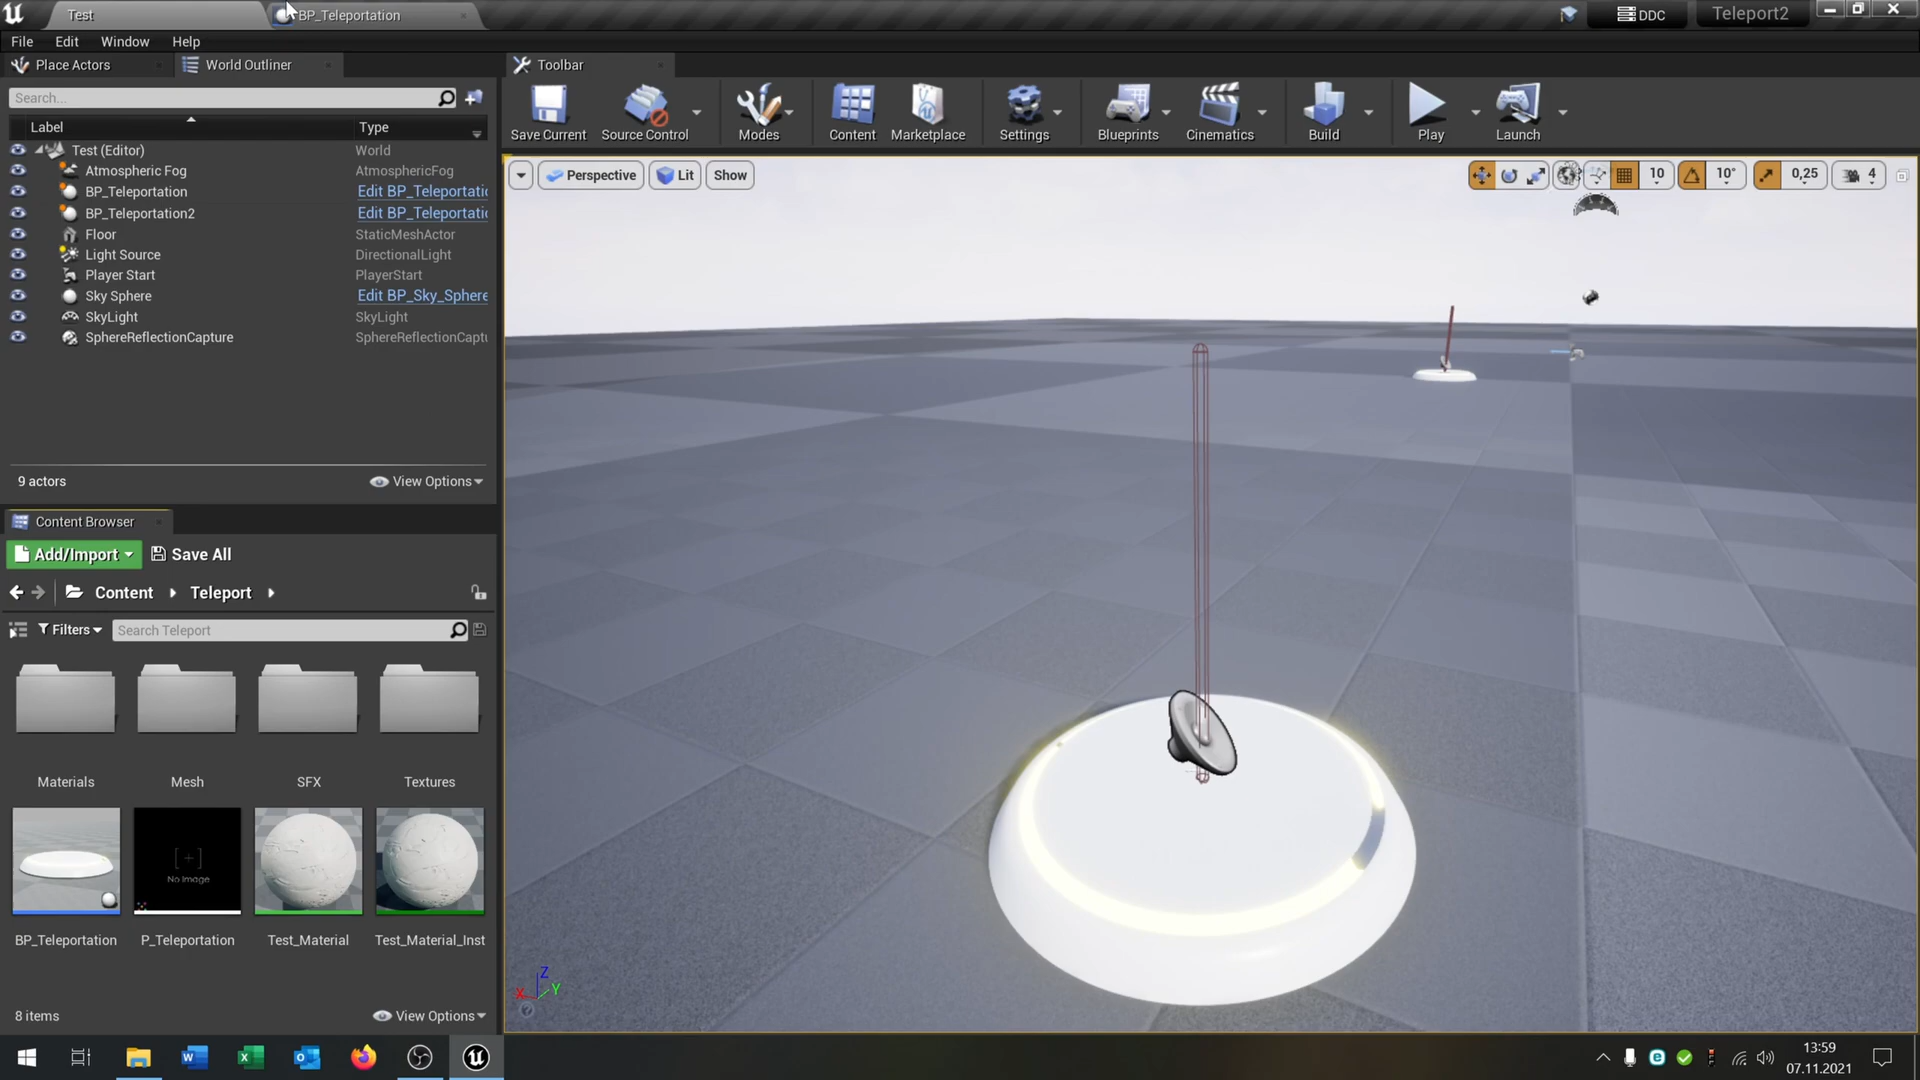 Test
BP_Teleportation
DDC
Teleport2
File
Edit
Window
Help
Place Actors
World Outliner
Toolbar
Search...
Label
Type
Test (Editor)
World
Atmospheric Fog
AtmosphericFog
BP_Teleportation
Edit BP_Teleportatic
BP_Teleportation2
Edit BP_Teleportatic
Floor
StaticMeshActor
Light Source
DirectionalLight
Player Start
PlayerStart
Sky Sphere
Edit BP_Sky_Sphere
SkyLight
SkyLight
SphereReflectionCapture
SphereReflectionCaptu
9 actors
View Options
Save Current
Source Control
Modes
Content
Marketplace
Settings
Blueprints
Cinematics
Build
Play
Launch
Perspective
Lit
Show
10
10°
0,25
4
Content Browser
Add/Import
Save All
Content
Teleport
Filters
Search Teleport
Materials
Mesh
SFX
Textures
No Image
BP_Teleportation
P_Teleportation
Test_Material
Test_Material_Inst
8 items
View Options
Z
X
Y
13:59
07.11.2021